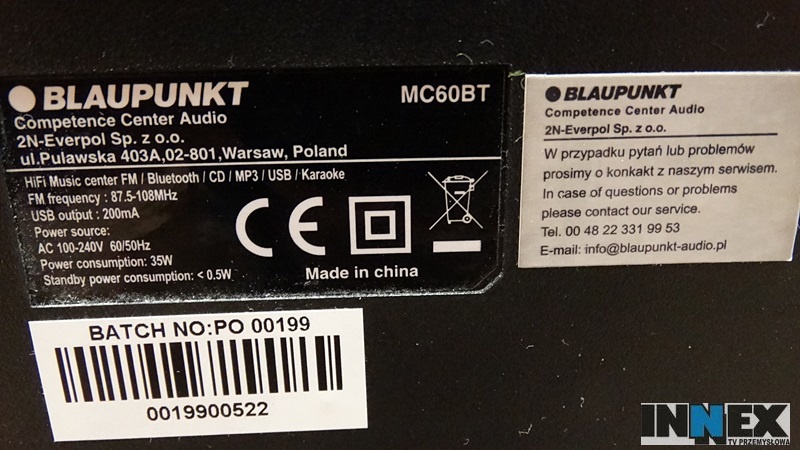 BLAUPUNKT MC60BT
Competence Center Audio
2N-Everpol Sp. z o.o.
ul.Pulawska 403A,02-801,Warsaw, Poland
HiFi Music center FM / Bluetooth / CD / MP3 / USB / Karaoke
FM frequency : 87.5-108MHz
USB output : 200mA
Power source:
AC 100-240V 60/50Hz
Power consumption: 35W
Standby power consumption: < 0.5W
CE
Made in china
BLAUPUNKT
Competence Center Audio
2N-Everpol Sp. z o.o.
W przypadku pytań lub problemów
prosimy o konkakt z naszym serwisem.
In case of questions or problems
please contact our service.
Tel. 00 48 22 331 99 53
E-mail: info@blaupunkt-audio.pl
BATCH NO:PO 00199
0019900522
INNEX
TV PRZEMYSŁOWA